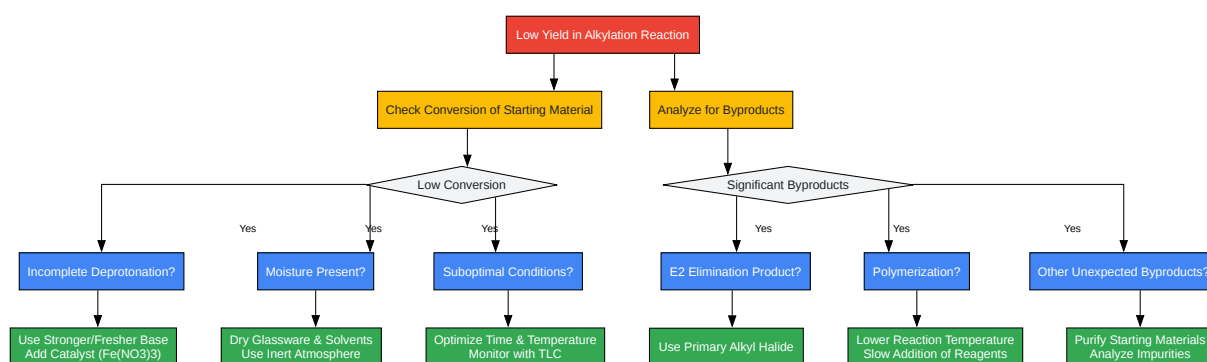 Low Yield in Alkylation Reaction
Check Conversion of Starting Material
Analyze for Byproducts
Low Conversion
Significant Byproducts
Yes
Yes
Yes
Yes
Yes
Yes
Incomplete Deprotonation?
Moisture Present?
Suboptimal Conditions?
E2 Elimination Product?
Polymerization?
Other Unexpected Byproducts?
Use Stronger/Fresher Base
Add Catalyst (Fe(NO3)3)
Dry Glassware & Solvents
Use Inert Atmosphere
Optimize Time & Temperature
Monitor with TLC
Use Primary Alkyl Halide
Lower Reaction Temperature
Slow Addition of Reagents
Purify Starting Materials
Analyze Impurities